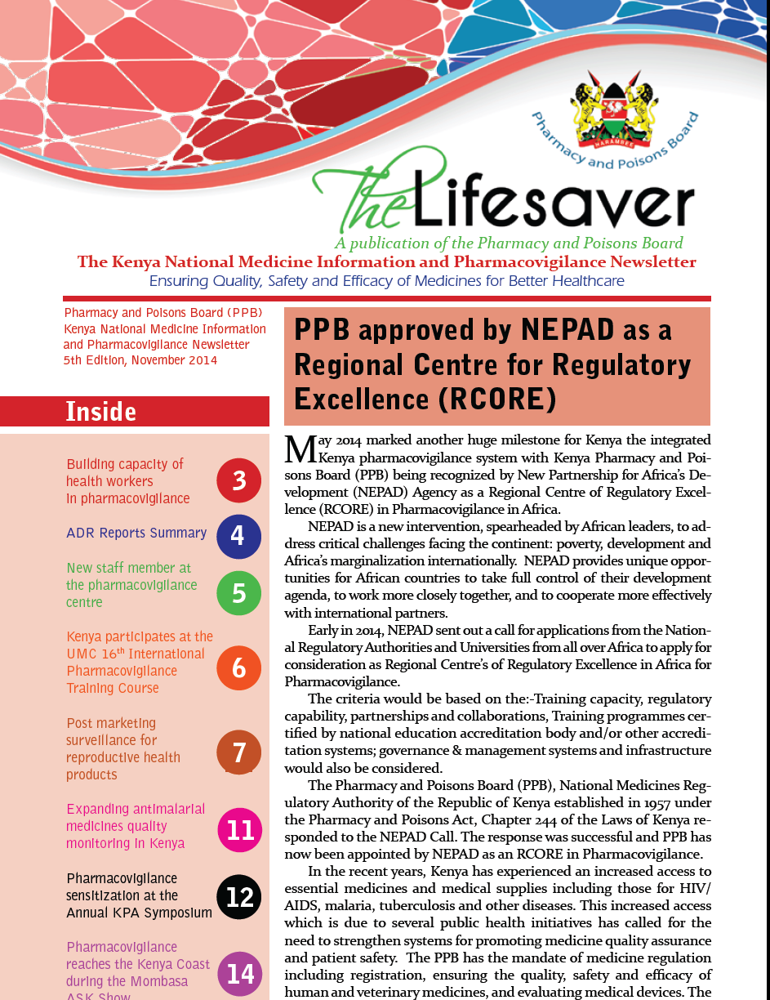 HARAMBEE
Pharmacy and Poisons Board
The Lifesaver
A publication of the Pharmacy and Poisons Board
The Kenya National Medicine Information and Pharmacovigilance Newsletter
Ensuring Quality, Safety and Efficacy of Medicines for Better Healthcare
Pharmacy and Poisons Board (PPB)
Kenya National Medicine Information
and Pharmacovigilance Newsletter
5th Edition, November 2014
Inside
Building capacity of
health workers
in pharmacovigilance
3
ADR Reports Summary
4
New staff member at
the pharmacovigilance
centre
5
Kenya participates at the
UMC 16th International
Pharmacovigilance
Training Course
6
Post marketing
surveillance for
reproductive health
products
7
Expanding antimalarial
medicines quality
monitoring in Kenya
11
Pharmacovigilance
sensitization at the
Annual KPA Symposium
12
Pharmacovigilance
reaches the Kenya Coast
during the Mombasa
ASK Show
14
PPB approved by NEPAD as a
Regional Centre for Regulatory
Excellence (RCORE)
May 2014 marked another huge milestone for Kenya the integrated
Kenya pharmacovigilance system with Kenya Pharmacy and Poi-
sons Board (PPB) being recognized by New Partnership for Africa's De-
velopment (NEPAD) Agency as a Regional Centre of Regulatory Excel-
lence (RCORE) in Pharmacovigilance in Africa.
NEPAD is a new intervention, spearheaded by African leaders, to ad-
dress critical challenges facing the continent: poverty, development and
Africa's marginalization internationally. NEPAD provides unique oppor-
tunities for African countries to take full control of their development
agenda, to work more closely together, and to cooperate more effectively
with international partners.
Early in 2014, NEPAD sent out a call for applications from the Nation-
al Regulatory Authorities and Universities from all over Africa to apply for
consideration as Regional Centre's of Regulatory Excellence in Africa for
Pharmacovigilance.
The criteria would be based on the:-Training capacity, regulatory
capability, partnerships and collaborations, Training programmes cer-
tified by national education accreditation body and/or other accredi-
tation systems; governance & management systems and infrastructure
would also be considered.
The Pharmacy and Poisons Board (PPB), National Medicines Reg-
ulatory Authority of the Republic of Kenya established in 1957 under
the Pharmacy and Poisons Act, Chapter 244 of the Laws of Kenya re-
sponded to the NEPAD Call. The response was successful and PPB has
now been appointed by NEPAD as an RCORE in Pharmacovigilance.
In the recent years, Kenya has experienced an increased access to
essential medicines and medical supplies including those for HIV/
AIDS, malaria, tuberculosis and other diseases. This increased access
which is due to several public health initiatives has called for the
need to strengthen systems for promoting medicine quality assurance
and patient safety. The PPB has the mandate of medicine regulation
including registration, ensuring the quality, safety and efficacy of
human and veterinary medicines, and evaluating medical devices. The